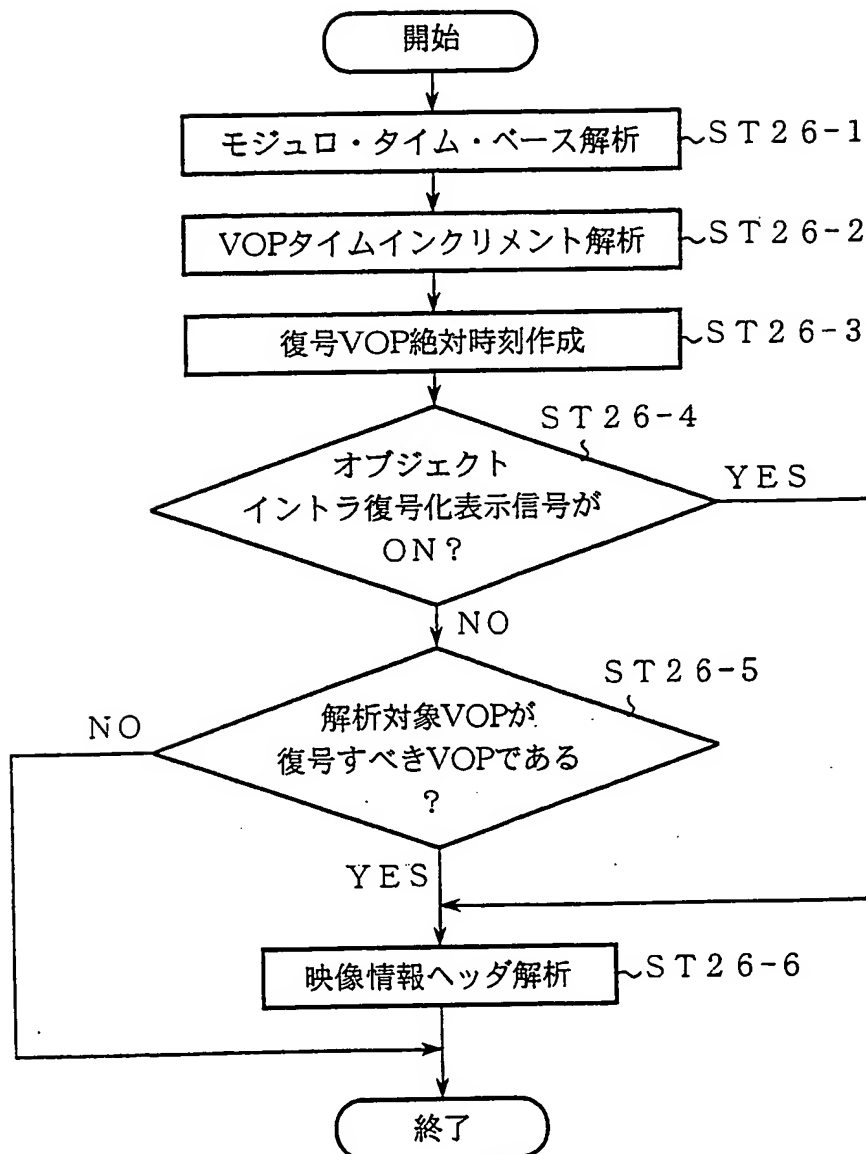 開始
モジュロ・タイム・ベース解析
ST26-1
VOPタイムインクリメント解析
ST26-2
復号VOP絶対時刻作成
ST26-3
ST26-4
オブジェクト
イントラ復号化表示信号が
ON?
YES
NO
ST26-5
NO
解析対象VOPが
復号すべきVOPである
?
YES
映像情報ヘッダ解析
ST26-6
終了